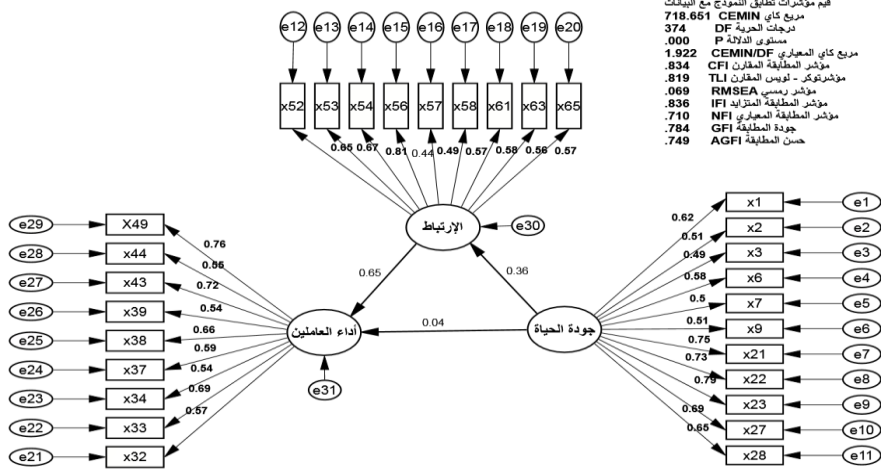 قيم مؤشرات تطابق النموذج مع البيانات
مربع كاي CEMIN 718.651
درجات الحرية DF 374
مستوى الدلالة P .000
مربع كاي المعياري CEMIN/DF 1.922
مؤشر المطابقة المقارن CFI .834
مؤشرتوكر - لويس المقارن TLI .819
مؤشر رمسي RMSEA .069
مؤشر المطابقة المتزايد IFI .836
مؤشر المطابقة المعياري NFI .710
جودة المطابقة GFI .784
حسن المطابقة AGFI .749
e12 e13 e14 e15 e16 e17 e18 e19 e20
x52 x53 x54 x56 x57 x58 x61 x63 x65
0.65 0.67 0.81 0.44 0.49 0.57 0.58 0.56 0.57
الإرتباط
e30
0.65
0.36
أداء العاملين
0.04
جودة الحياة
e31
e29 X49 0.76
e28 x44 0.55
e27 x43 0.72
e26 x39 0.54
e25 x38 0.66
e24 x37 0.59
e23 x34 0.54
e22 x33 0.69
e21 x32 0.57
0.62 x1 e1
0.51 x2 e2
0.49 x3 e3
0.58 x6 e4
0.5 x7 e5
0.51 x9 e6
0.75 x21 e7
0.73 x22 e8
0.79 x23 e9
0.69 x27 e10
0.65 x28 e11